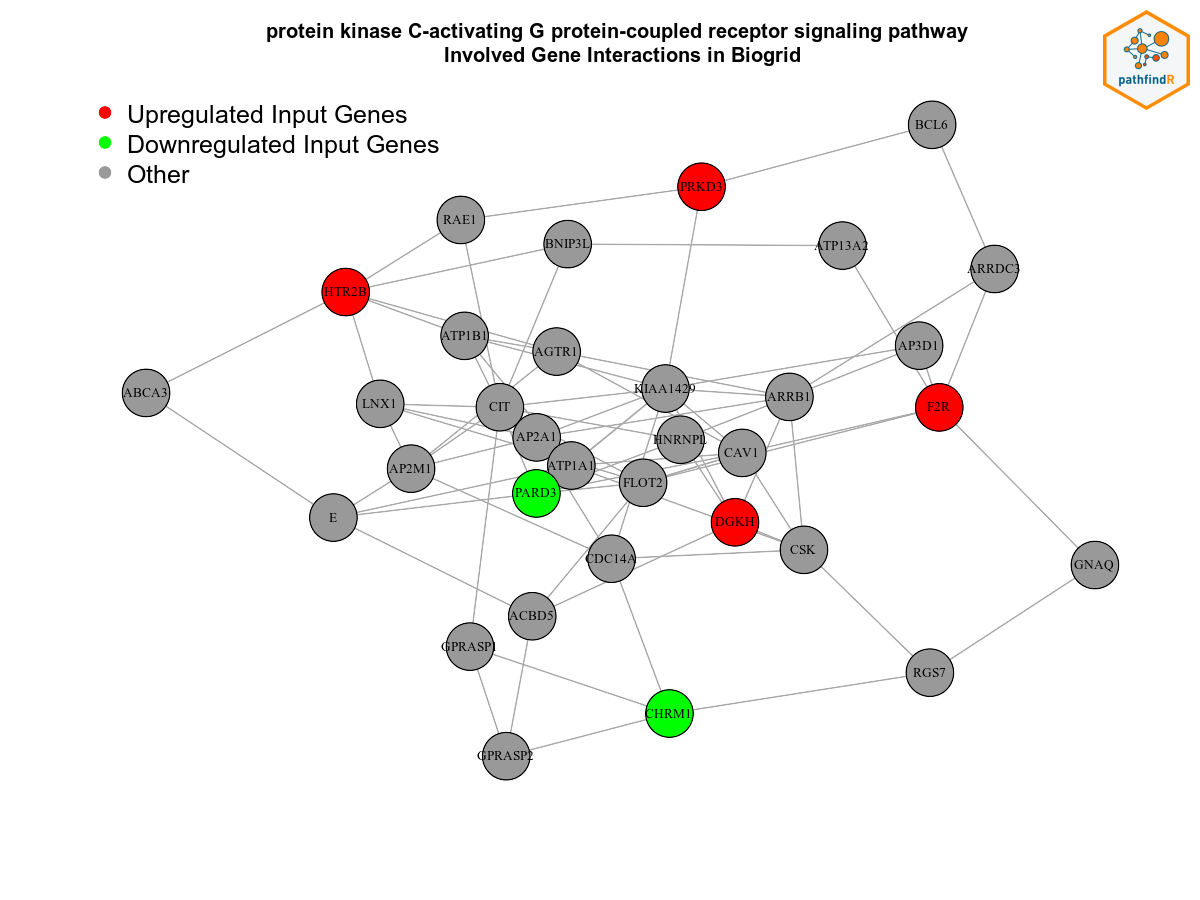 protein kinase C-activating G protein-coupled receptor signaling pathway
Involved Gene Interactions in Biogrid
pathfindR
Upregulated Input Genes
Downregulated Input Genes
Other
BCL6
PRKD3
RAE1
BNIP3L
ATP13A2
ARRDC3
HTR2B
ATP1B1
AGTR1
AP3D1
ABCA3
LNX1
CIT
KIAA1429
ARRB1
F2R
AP2A1
HNRNPL
CAV1
AP2M1
ATP1A1
FLOT2
PARD3
E
DGKH
CSK
CDC14A
GNAQ
ACBD5
GPRASP1
RGS7
CHRM1
GPRASP2